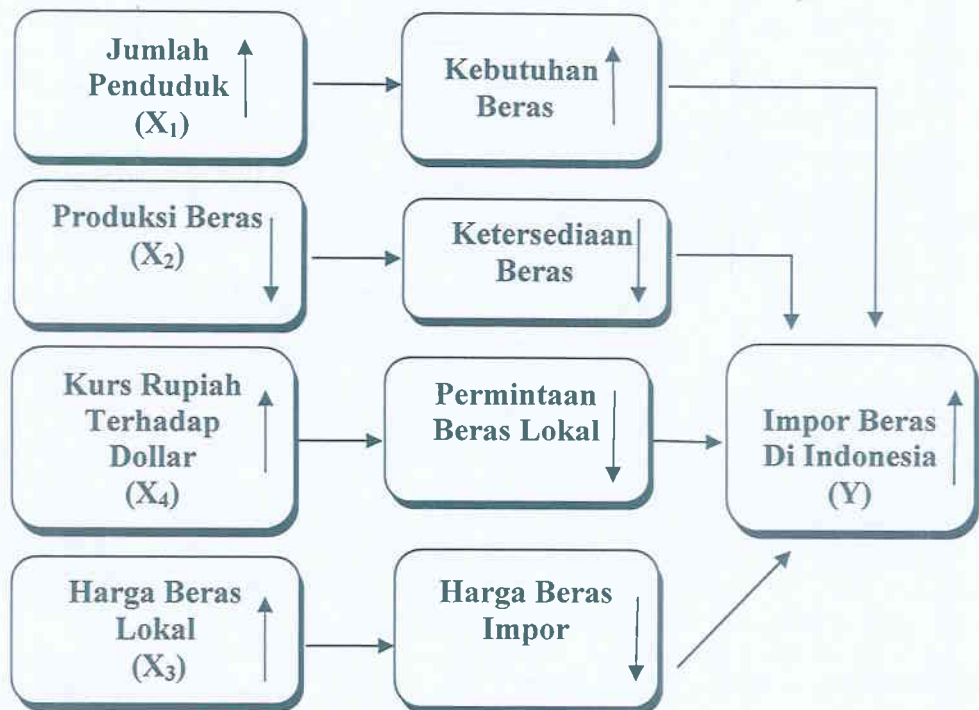 Jumlah
Penduduk
(X₁)
Kebutuhan
Beras
Produksi Beras
(X₂)
Ketersediaan
Beras
Kurs Rupiah
Terhadap
Dollar
(X₄)
Permintaan
Beras Lokal
Impor Beras
Di Indonesia
(Y)
Harga Beras
Lokal
(X₃)
Harga Beras
Impor